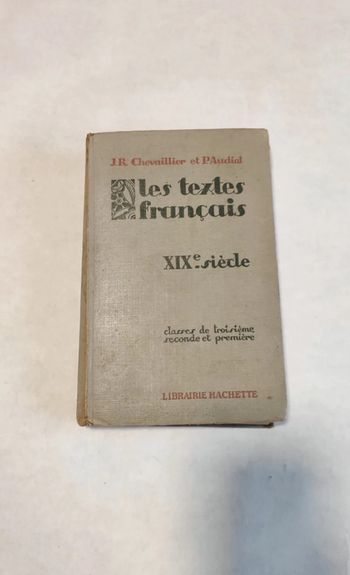 J.R. Chevaillier et P. Audiat
les textes
français
XIXe siècle
classes de troisième
seconde et première
LIBRAIRIE HACHETTE